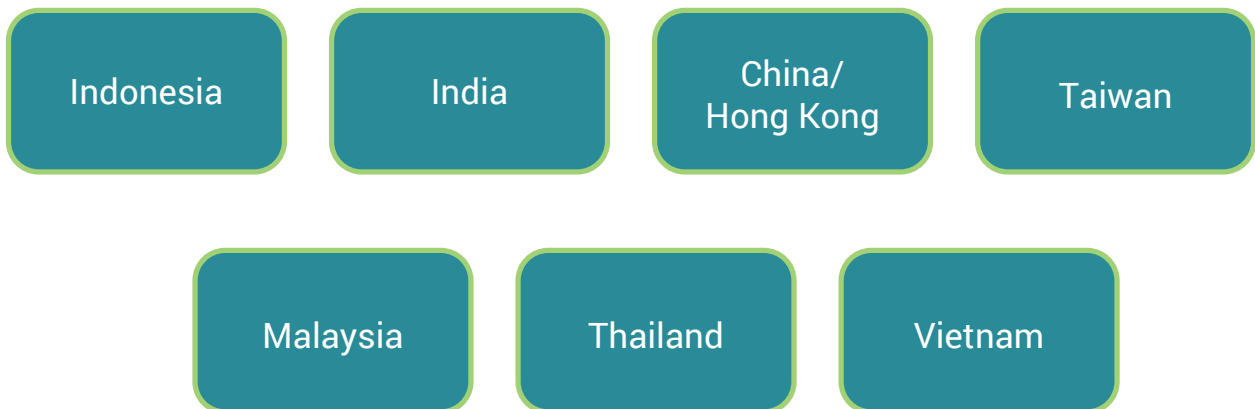 Indonesia
India
China/
Hong Kong
Taiwan
Malaysia
Thailand
Vietnam